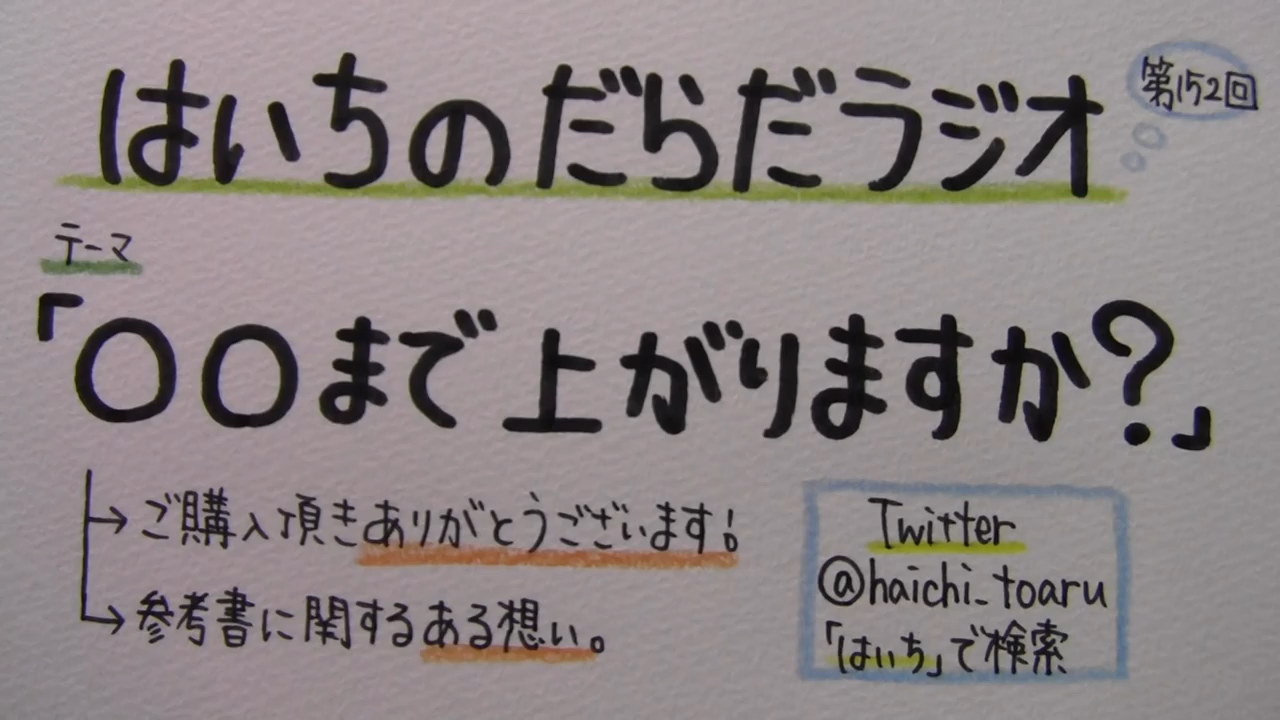 はいちのだらだラジオ
第152回
テーマ
「〇〇まで上がりますか?」
→ご購入頂きありがとうございます!
→参考書に関するある想い。
Twitter
@haichi_toaru
「はいち」で検索